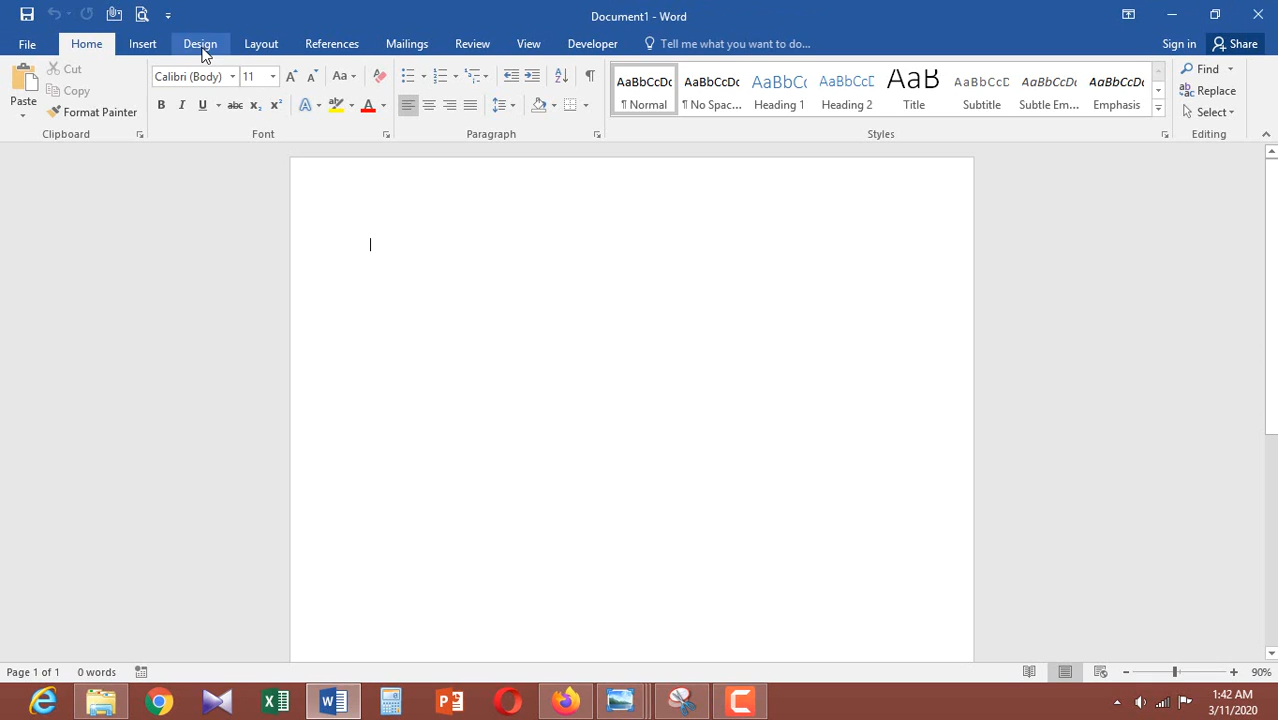 Document1 - Word
File Home Insert Design Layout References Mailings Review View Developer Tell me what you want to do... Sign in Share
Paste
Cut
Copy
Format Painter
Clipboard
Calibri (Body) 11 Aa
B I U abc x₂ x² A A
Font
Paragraph
AaBbCcDc AaBbCcDc AaBbCc AaBbCcD AaB AaBbCcD AaBbCcDc AaBbCcDc
¶ Normal ¶ No Spac... Heading 1 Heading 2 Title Subtitle Subtle Em... Emphasis
Styles
Find
Replace
Select
Editing
Page 1 of 1 0 words 90%
1:42 AM
3/11/2020